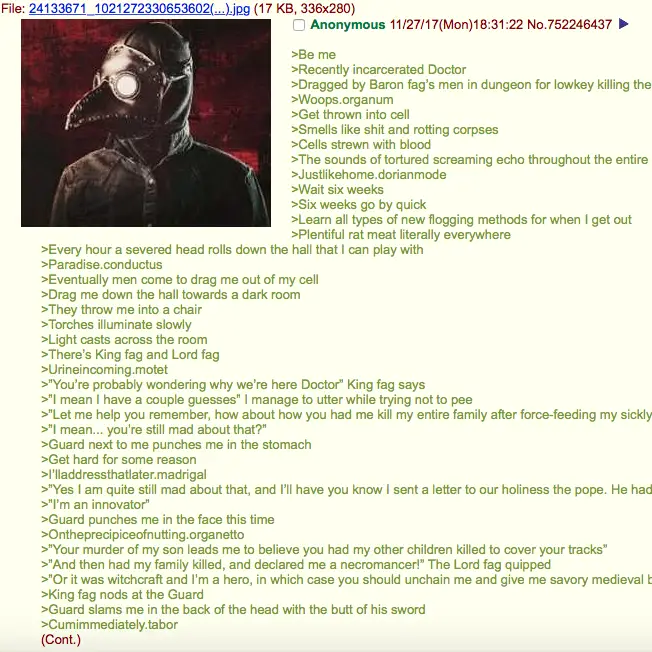 File: 24133671_1021272330653602(...).jpg (17 KB, 336x280)
Anonymous 11/27/17(Mon)18:31:22 No.752246437
>Be me
>Recently incarcerated Doctor
>Dragged by Baron fag's men in dungeon for lowkey killing the
>Woops.organum
>Get thrown into cell
>Smells like shit and rotting corpses
>Cells strewn with blood
>The sounds of tortured screaming echo throughout the entire
>Justlikehome.dorianmode
>Wait six weeks
>Six weeks go by quick
>Learn all types of new flogging methods for when I get out
>Plentiful rat meat literally everywhere
>Every hour a severed head rolls down the hall that I can play with
>Paradise.conductus
>Eventually men come to drag me out of my cell
>Drag me down the hall towards a dark room
>They throw me into a chair
>Torches illuminate slowly
>Light casts across the room
>There's King fag and Lord fag
>Urineincoming.motet
>"You're probably wondering why we're here Doctor" King fag says
>"I mean I have a couple guesses" I manage to utter while trying not to pee
>"Let me help you remember, how about how you had me kill my entire family after force-feeding my sickly
>"I mean... you're still mad about that?"
>Guard next to me punches me in the stomach
>Get hard for some reason
>I'lladdressthatlater.madrigal
>"Yes I am quite still mad about that, and I'll have you know I sent a letter to our holiness the pope. He had
>"I'm an innovator"
>Guard punches me in the face this time
>Ontheprecipiceofnutting.organetto
>"Your murder of my son leads me to believe you had my other children killed to cover your tracks"
>"And then had my family killed, and declared me a necromancer!" The Lord fag quipped
>"Or it was witchcraft and I'm a hero, in which case you should unchain me and give me savory medieval b
>King fag nods at the Guard
>Guard slams me in the back of the head with the butt of his sword
>Cumimmediately.tabor
(Cont.)